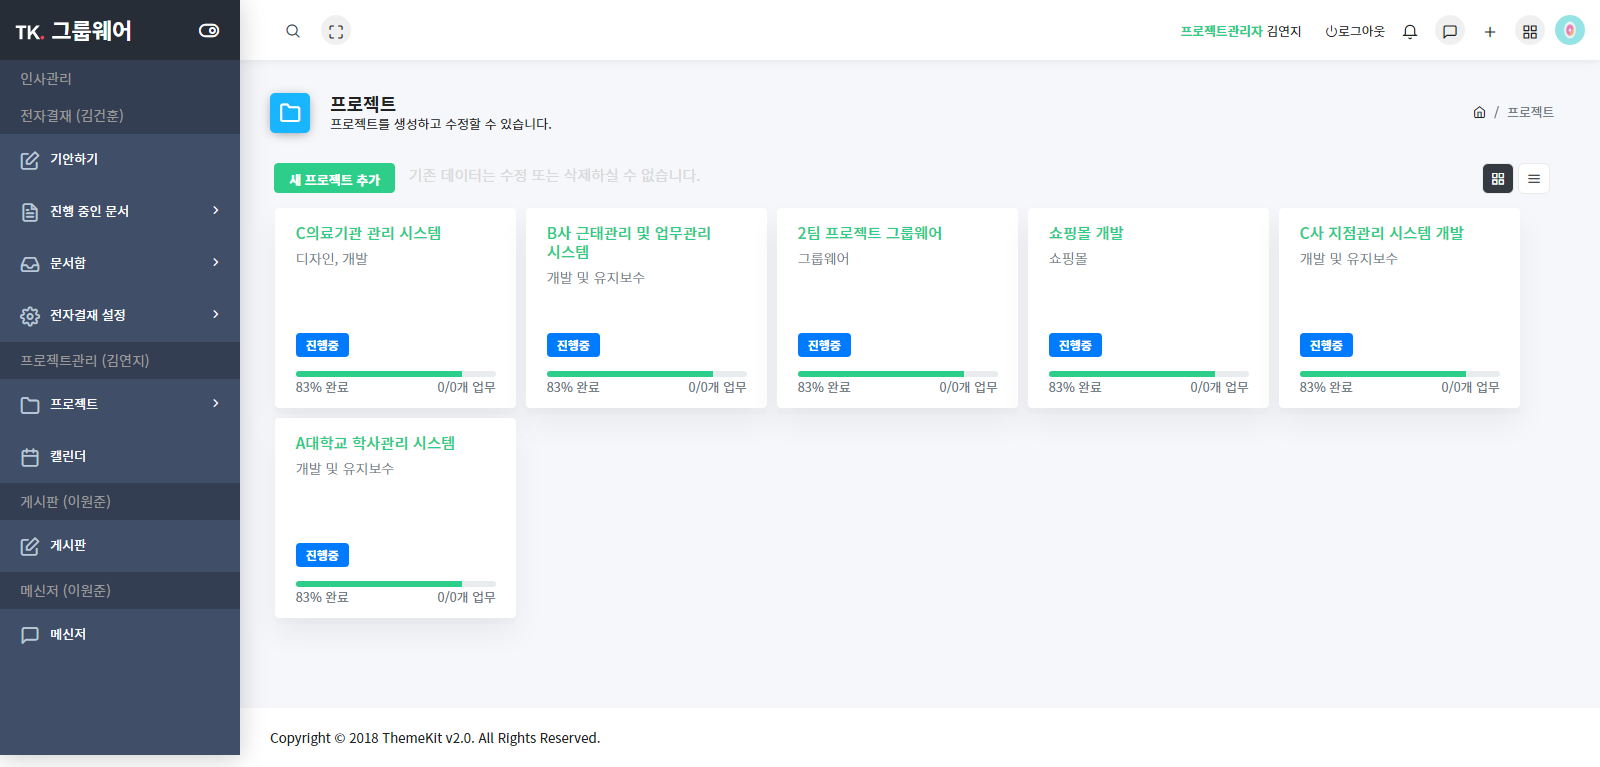 TK. 그룹웨어
인사관리
전자결재 (김건훈)
기안하기
진행 중인 문서
문서함
전자결재 설정
프로젝트관리 (김연지)
프로젝트
캘린더
게시판 (이원준)
게시판
메신저 (이원준)
메신저
프로젝트관리자 김연지
로그아웃
프로젝트
프로젝트를 생성하고 수정할 수 있습니다.
/ 프로젝트
새 프로젝트 추가
기존 데이터는 수정 또는 삭제하실 수 없습니다.
C의료기관 관리 시스템
디자인, 개발
진행중
83% 완료 0/0개 업무
B사 근태관리 및 업무관리
시스템
개발 및 유지보수
진행중
83% 완료 0/0개 업무
2팀 프로젝트 그룹웨어
그룹웨어
진행중
83% 완료 0/0개 업무
쇼핑몰 개발
쇼핑몰
진행중
83% 완료 0/0개 업무
C사 지점관리 시스템 개발
개발 및 유지보수
진행중
83% 완료 0/0개 업무
A대학교 학사관리 시스템
개발 및 유지보수
진행중
83% 완료 0/0개 업무
Copyright © 2018 ThemeKit v2.0. All Rights Reserved.